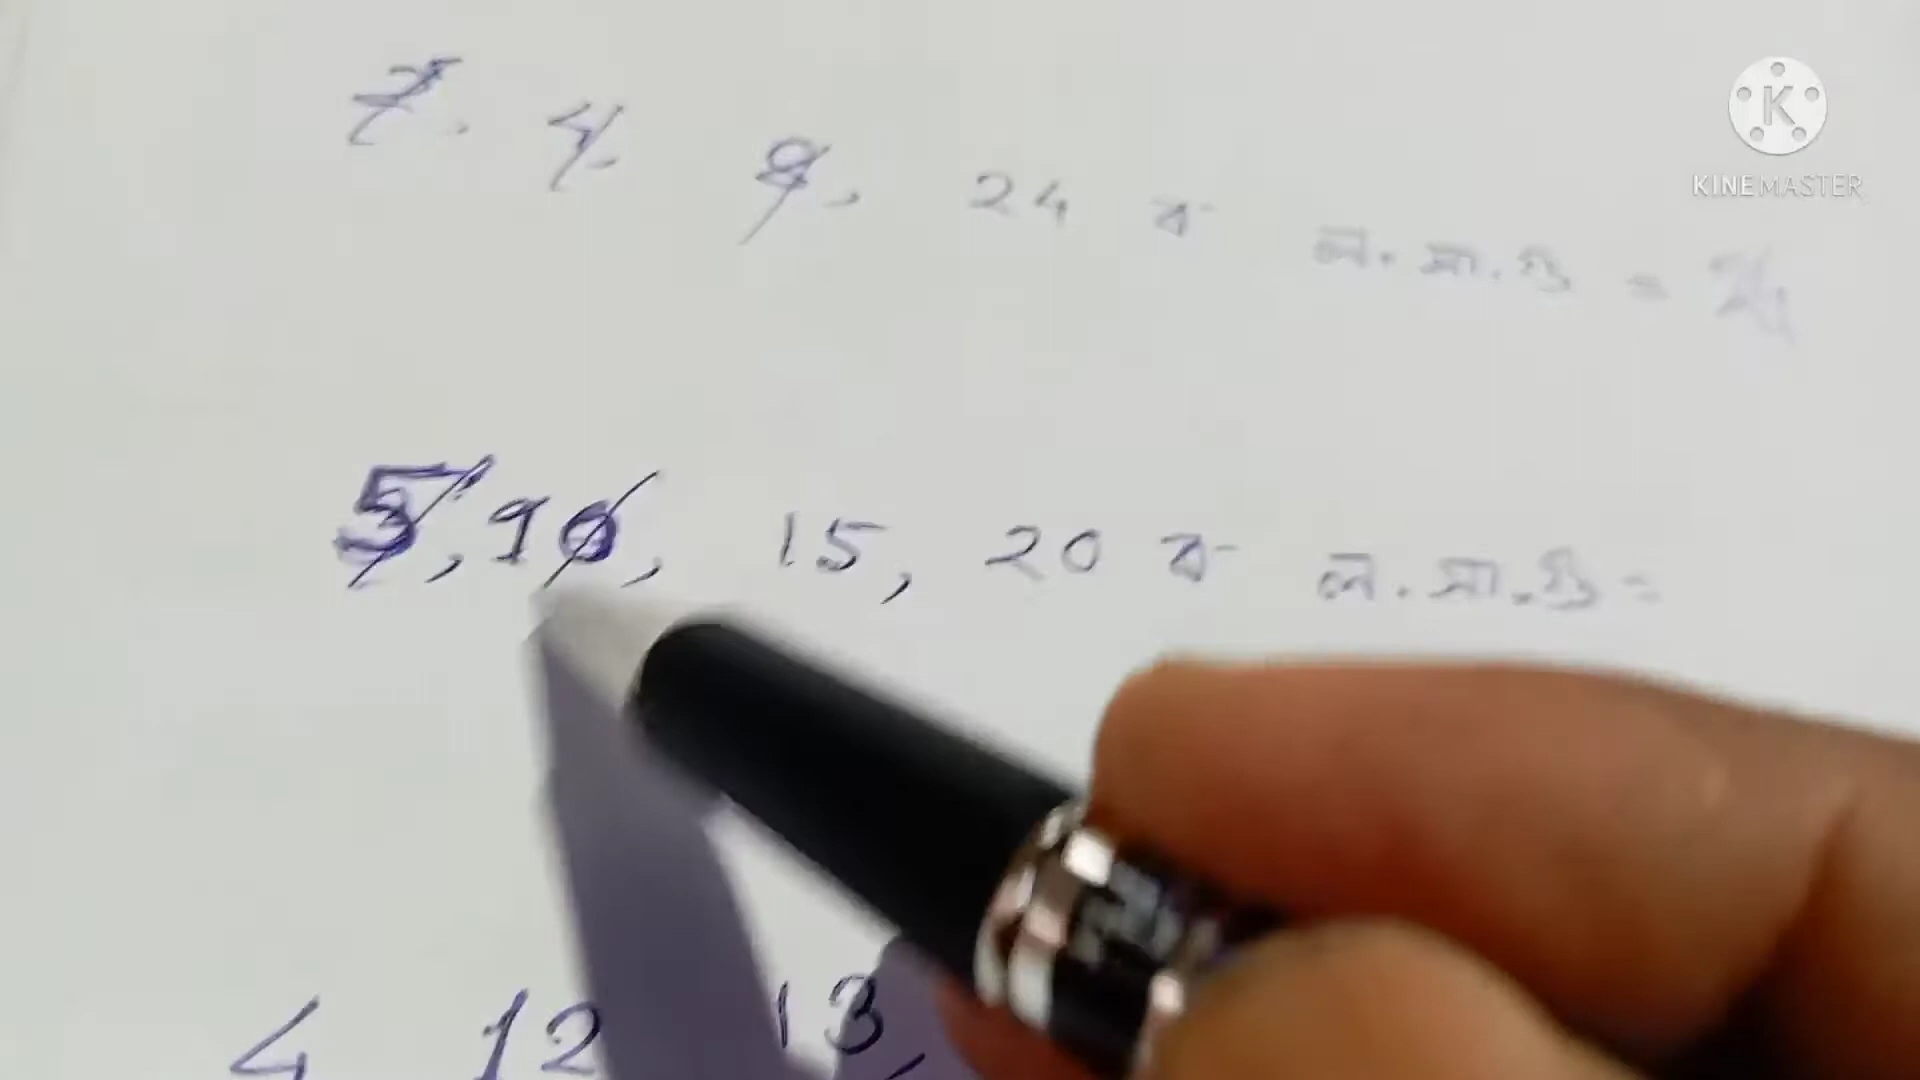 2, 4, 8, 24 ৰ ল.সা.গু = 24
KINEMASTER
5, 10, 15, 20 ৰ ল.সা.গু =
4 12 13,